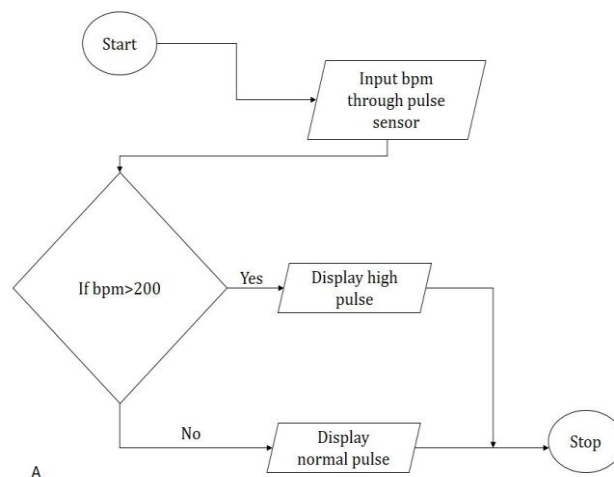 Start
Input bpm
through pulse
sensor
If bpm>200
Yes
Display high
pulse
No
Display
normal pulse
Stop
A